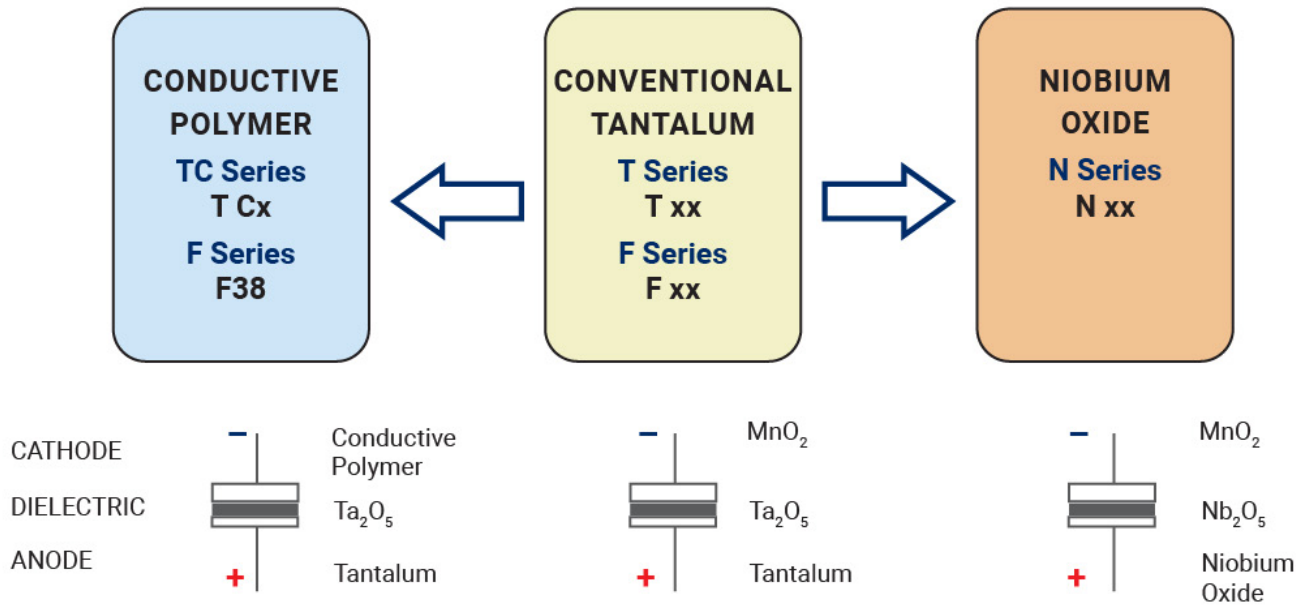 CONDUCTIVE
POLYMER
TC Series
T Cx
F Series
F38
CONVENTIONAL
TANTALUM
T Series
T xx
F Series
F xx
NIOBIUM
OXIDE
N Series
N xx
CATHODE
DIELECTRIC
ANODE
−
Conductive
Polymer
Ta₂O₅
+
Tantalum
−
MnO₂
Ta₂O₅
+
Tantalum
−
MnO₂
Nb₂O₅
+
Niobium
Oxide